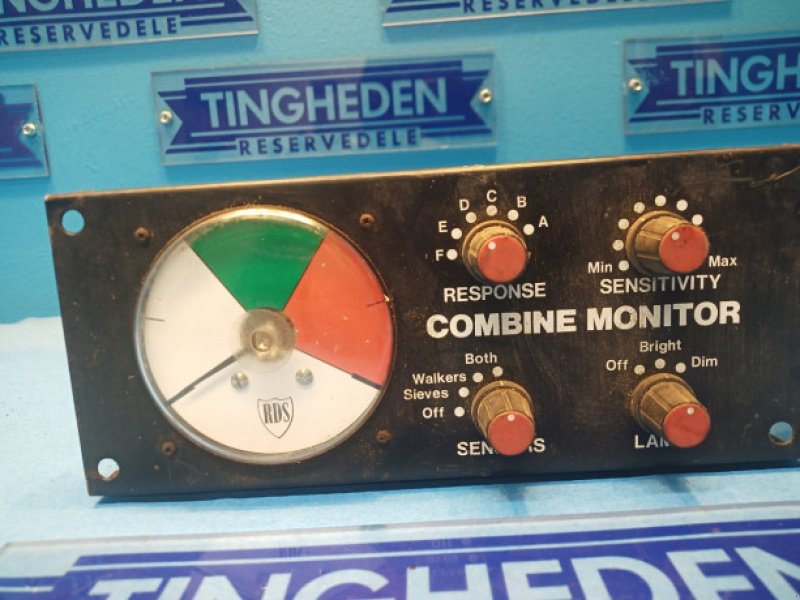 RESERVEDELE
RESERVEDELE
TINGHEDEN
RESERVEDELE
TINGHEDEN
RESERVEDELE
F E D C B A
RESPONSE
Min Max
SENSITIVITY
COMBINE MONITOR
Off Sieves Walkers Both
Off Bright Dim
RDS
TINGHEDEN